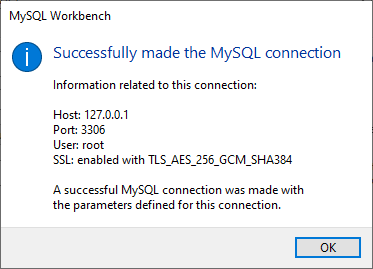 MySQL Workbench
Successfully made the MySQL connection
Information related to this connection:
Host: 127.0.0.1
Port: 3306
User: root
SSL: enabled with TLS_AES_256_GCM_SHA384
A successful MySQL connection was made with
the parameters defined for this connection.
OK